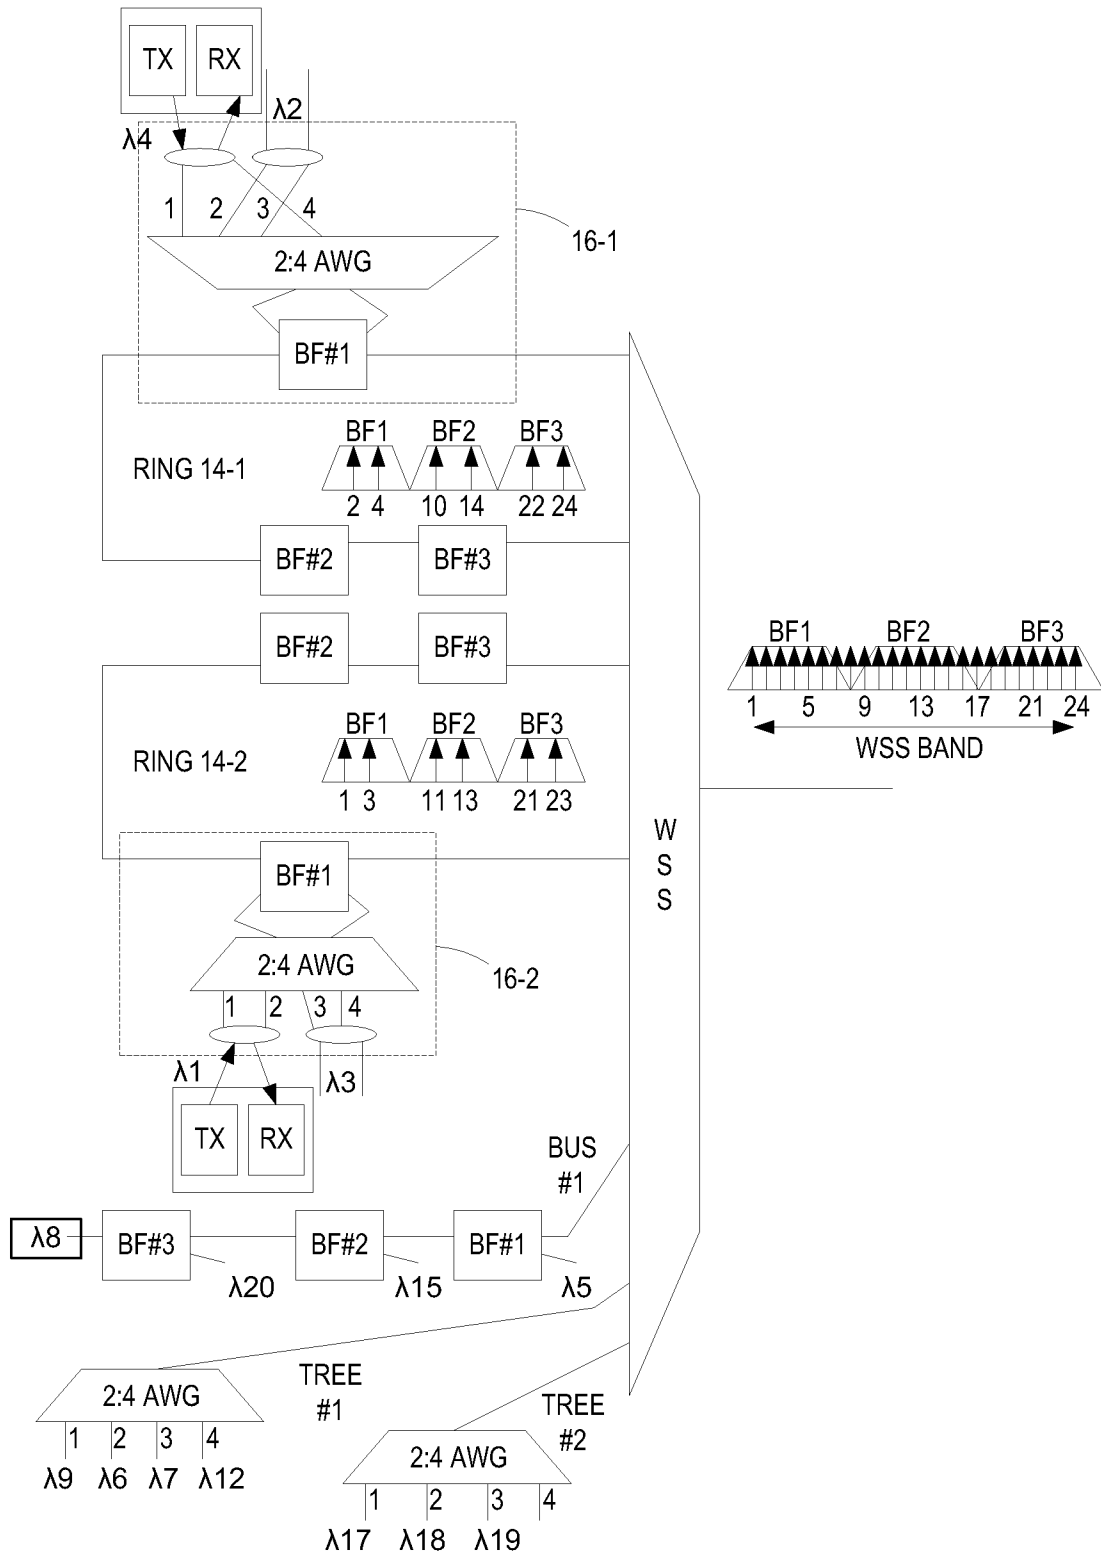 TX RX
λ2
λ4
1 2 3 4
16-1
2:4 AWG
BF#1
BF1 BF2 BF3
RING 14-1
2 4 10 14 22 24
BF#2 BF#3
BF#2 BF#3
BF1 BF2 BF3
1 5 9 13 17 21 24
WSS BAND
BF1 BF2 BF3
RING 14-2
1 3 11 13 21 23
W
S
S
BF#1
2:4 AWG
16-2
1 2 3 4
λ1
λ3
TX RX
BUS
#1
λ8
BF#3 BF#2 BF#1
λ20 λ15 λ5
TREE
#1
2:4 AWG
1 2 3 4
λ9 λ6 λ7 λ12
TREE
#2
2:4 AWG
1 2 3 4
λ17 λ18 λ19